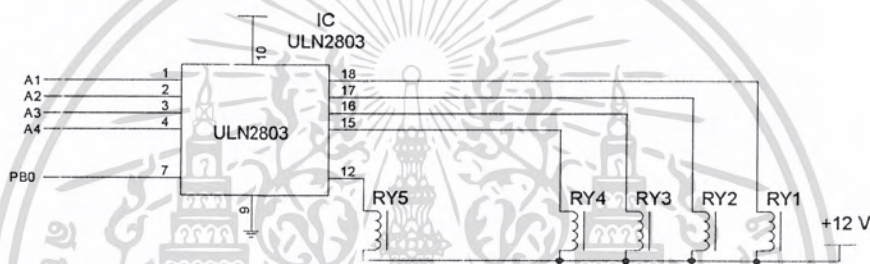 IC
ULN2803
10
A1 1 18
A2 2 17
A3 3 16
A4 4 15
ULN2803
PB0 7 12
9
RY5 RY4 RY3 RY2 RY1
+12 V